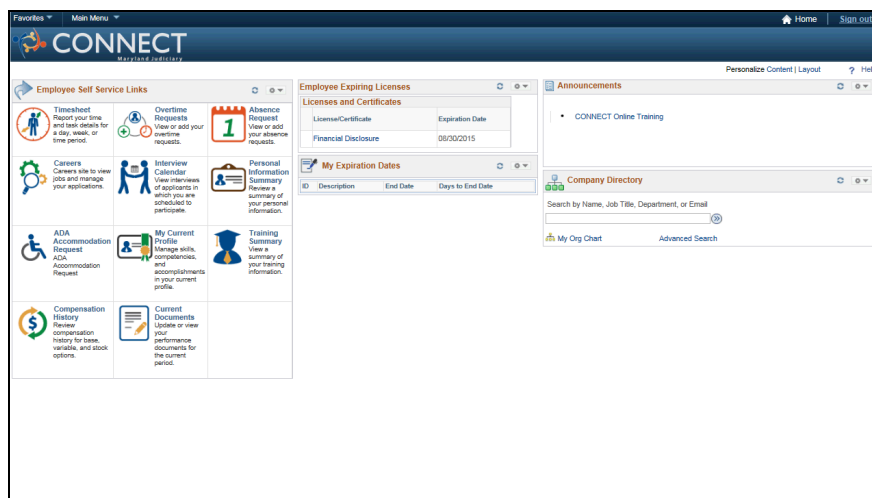 Favorites Main Menu
Home Sign out
CONNECT
Maryland Judiciary
Personalize Content | Layout ? Hel
Employee Self Service Links
Timesheet
Report your time
and task details for
a day, week, or
time period.
Overtime
Requests
View or add your
overtime
requests.
Absence
Request
View or add
your absence
requests.
1
Careers
Careers site to view
jobs and manage
your applications.
Interview
Calendar
View interviews
of applicants in
which you are
scheduled to
participate.
Personal
Information
Summary
Review a
summary of
your personal
information.
ADA
Accommodation
Request
ADA
Accommodation
Request
My Current
Profile
Manage skills,
competencies,
and
accomplishments
in your current
profile.
Training
Summary
View a
summary of
your training
information.
Compensation
History
Review
compensation
history for base,
variable, and stock
options.
$
Current
Documents
Update or view
your
performance
documents for
the current
period.
Employee Expiring Licenses
Licenses and Certificates
License/Certificate Expiration Date
Financial Disclosure 08/30/2015
My Expiration Dates
ID Description End Date Days to End Date
Announcements
• CONNECT Online Training
Company Directory
Search by Name, Job Title, Department, or Email
My Org Chart Advanced Search